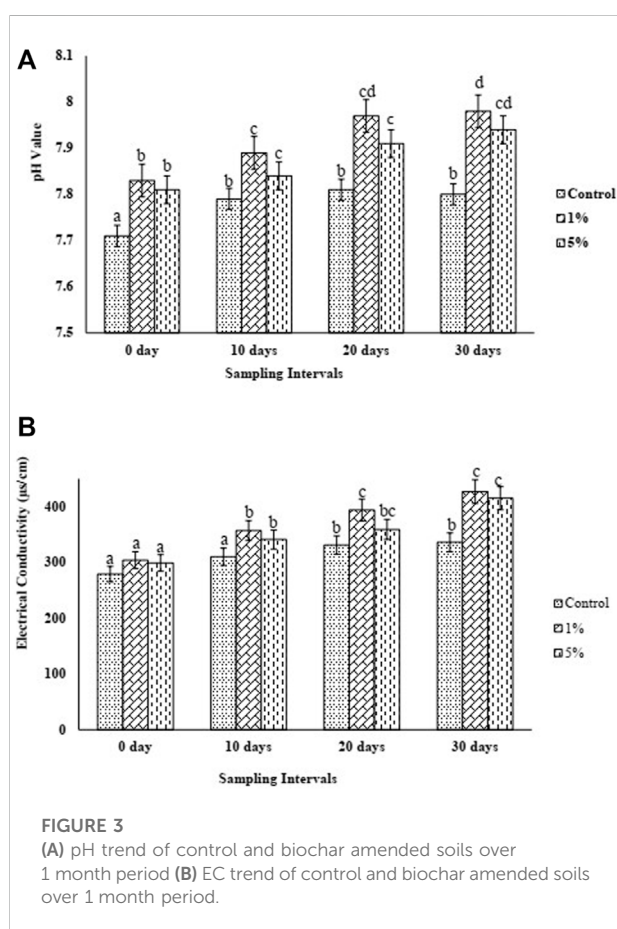 A
8.1
8
7.9
7.8
7.7
7.6
7.5
pH Value
a b b
b c c
b cd c
b d cd
Control
1%
5%
0 day 10 days 20 days 30 days
Sampling Intervals
B
400
300
200
100
0
Electrical Conductivity (µs/cm)
a a a
a b b
b c bc
b c c
Control
1%
5%
0 day 10 days 20 days 30 days
Sampling Intervals
FIGURE 3
(A) pH trend of control and biochar amended soils over
1 month period (B) EC trend of control and biochar amended soils
over 1 month period.